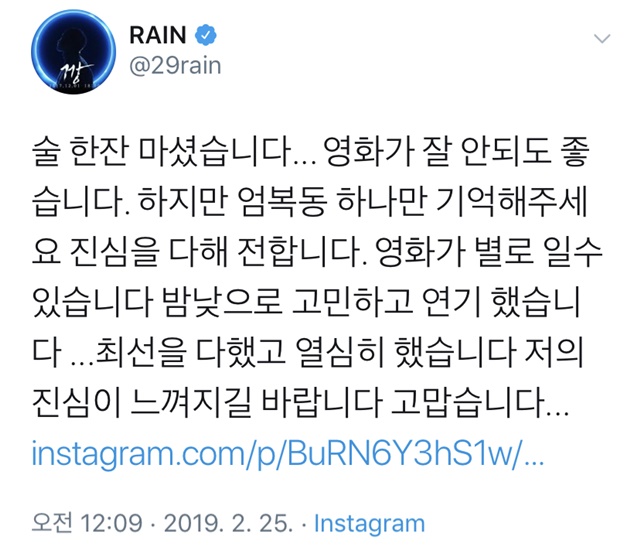 RAIN
@29rain
깡
술 한잔 마셨습니다... 영화가 잘 안되도 좋
습니다. 하지만 엄복동 하나만 기억해주세
요 진심을 다해 전합니다. 영화가 별로 일수
있습니다 밤낮으로 고민하고 연기 했습니
다 ...최선을 다했고 열심히 했습니다 저의
진심이 느껴지길 바랍니다 고맙습니다...
instagram.com/p/BuRN6Y3hS1w/...
오전 12:09 · 2019. 2. 25. · Instagram